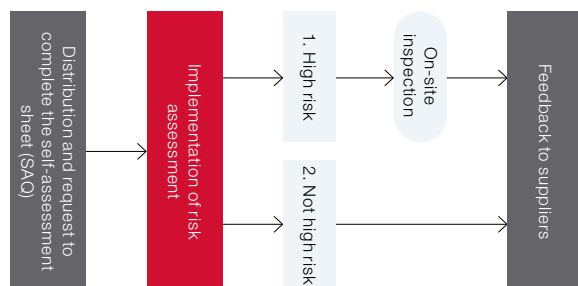 Distribution and request to
complete the self-assessment
sheet (SAQ)
Implementation of risk
assessment
1. High risk
On-site
inspection
2. Not high risk
Feedback to suppliers